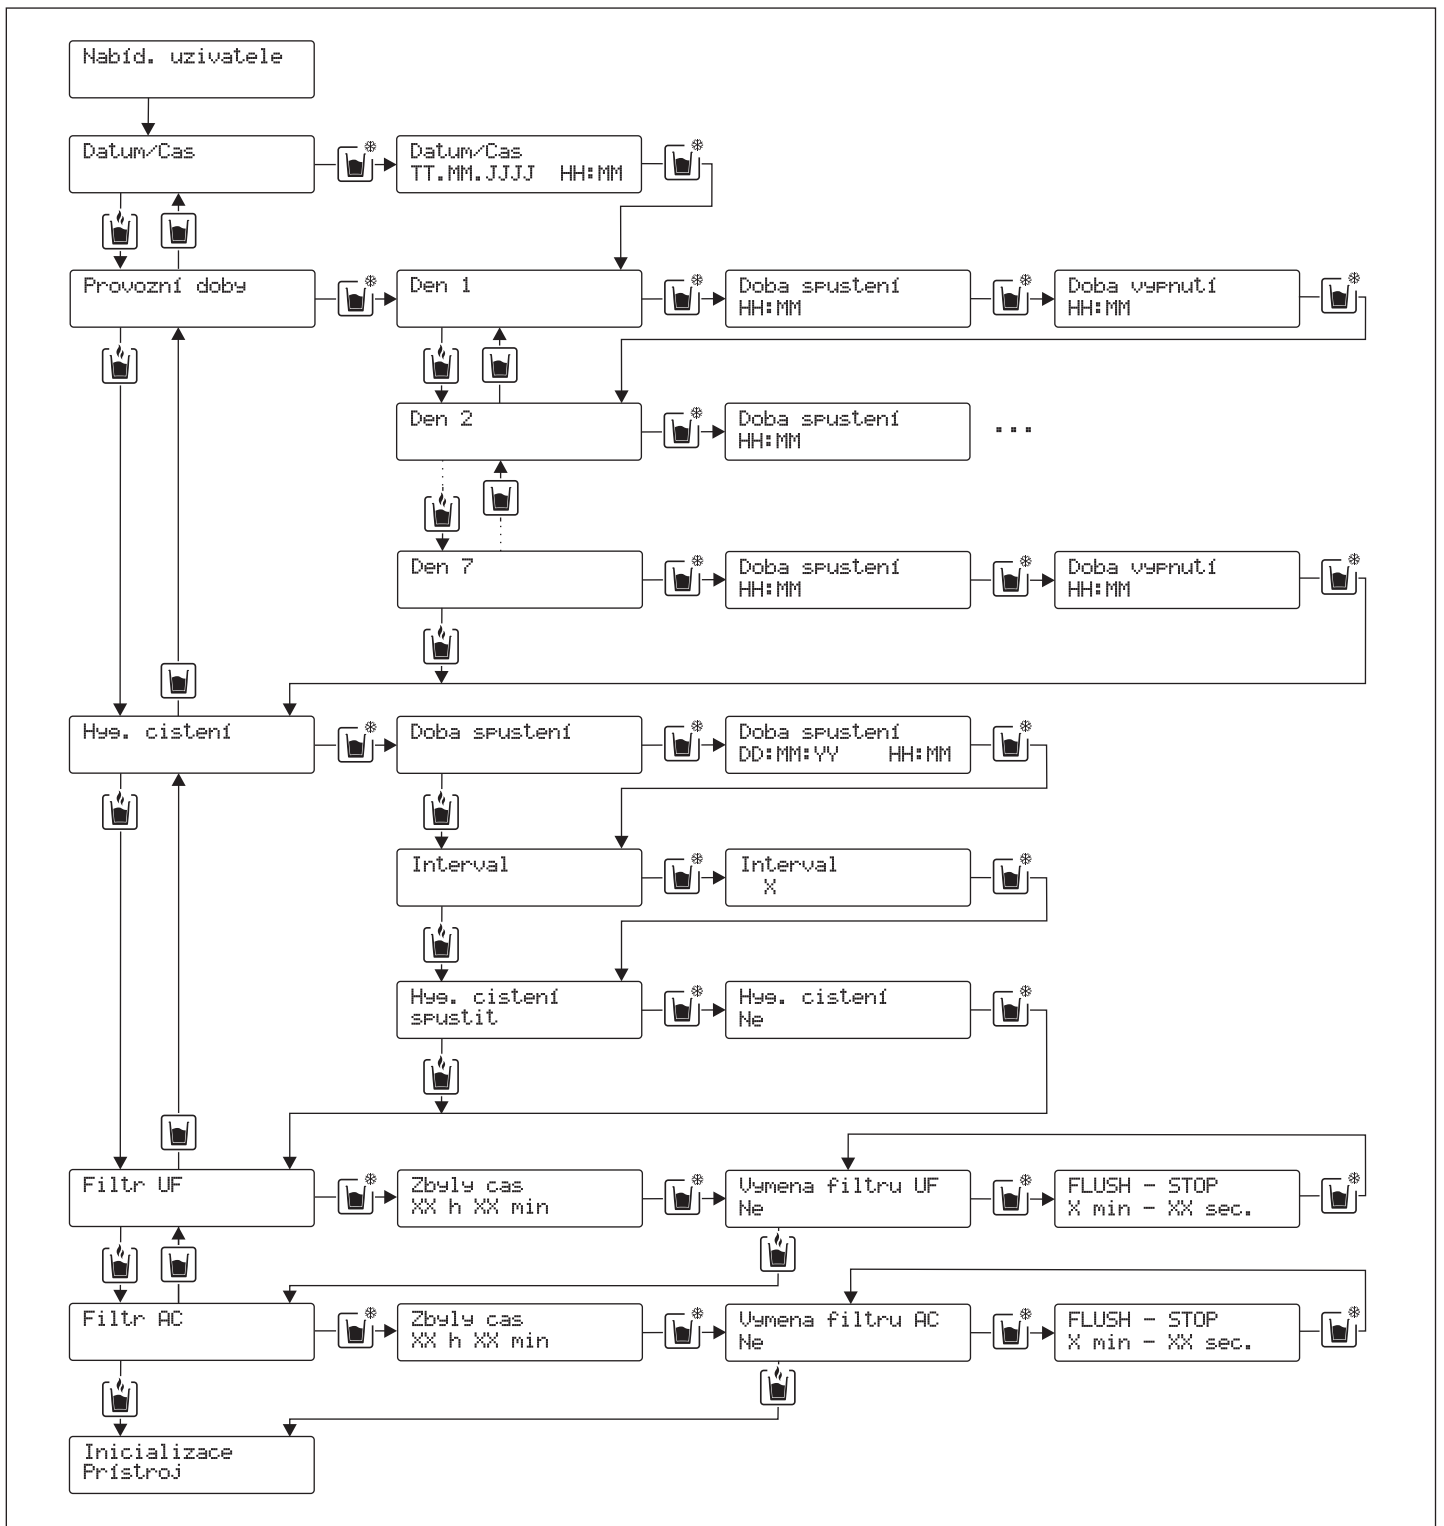 Nabíd. uzivatele
Datum/Cas
Datum/Cas
TT.MM.JJJJ HH:MM
Provozní doby
Den 1
Doba spustení
HH:MM
Doba vypnutí
HH:MM
Den 2
Doba spustení
HH:MM
...
Den 7
Doba spustení
HH:MM
Doba vypnutí
HH:MM
Hyg. cistení
Doba spustení
Doba spustení
DD:MM:YY HH:MM
Interval
Interval
X
Hyg. cistení
spustit
Hyg. cistení
Ne
Filtr UF
Zbyly cas
XX h XX min
Vymena filtru UF
Ne
FLUSH - STOP
X min - XX sec.
Filtr AC
Zbyly cas
XX h XX min
Vymena filtru AC
Ne
FLUSH - STOP
X min - XX sec.
Inicializace
Prístroj